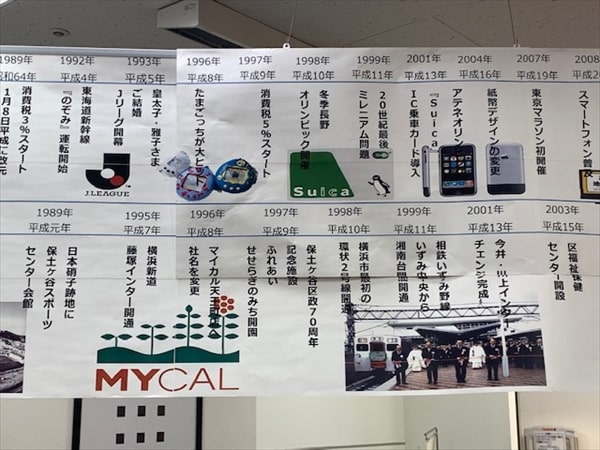 1989年
昭和64年
1月8日平成に改元
消費税3%スタート
1992年
平成4年
東海道新幹線
『のぞみ』運転開始
1993年
平成5年
皇太子・雅子さま
ご結婚
Jリーグ開幕
J.LEAGUE
1996年
平成8年
たまごっちが大ヒット
1997年
平成9年
消費税5%スタート
1998年
平成10年
冬季長野
オリンピック開催
Suica
1999年
平成11年
20世紀最後
ミレニアム問題
2001年
平成13年
『Suica』
IC乗車カード導入
2004年
平成16年
紙幣デザインの変更
アテネオリン
2007年
平成19年
東京マラソン初開催
2008
平成20
スマートフォン普及
1989年
平成元年
日本硝子跡地に
保土ケ谷スポーツ
センター会館
1995年
平成7年
横浜新道
藤塚インター開通
1996年
平成8年
マイカル天王町
社名を変更
MYCAL
1997年
平成9年
ふれあい
せせらぎのみち開園
1998年
平成10年
保土ケ谷区政70周年
記念施設
横浜市最初の
環状2号線開通
1999年
平成11年
相鉄いずみ野線
いずみ中央から
湘南台間開通
2001年
平成13年
今井・川上インター
チェンジ完成
2003年
平成15年
区福祉保健
センター開設